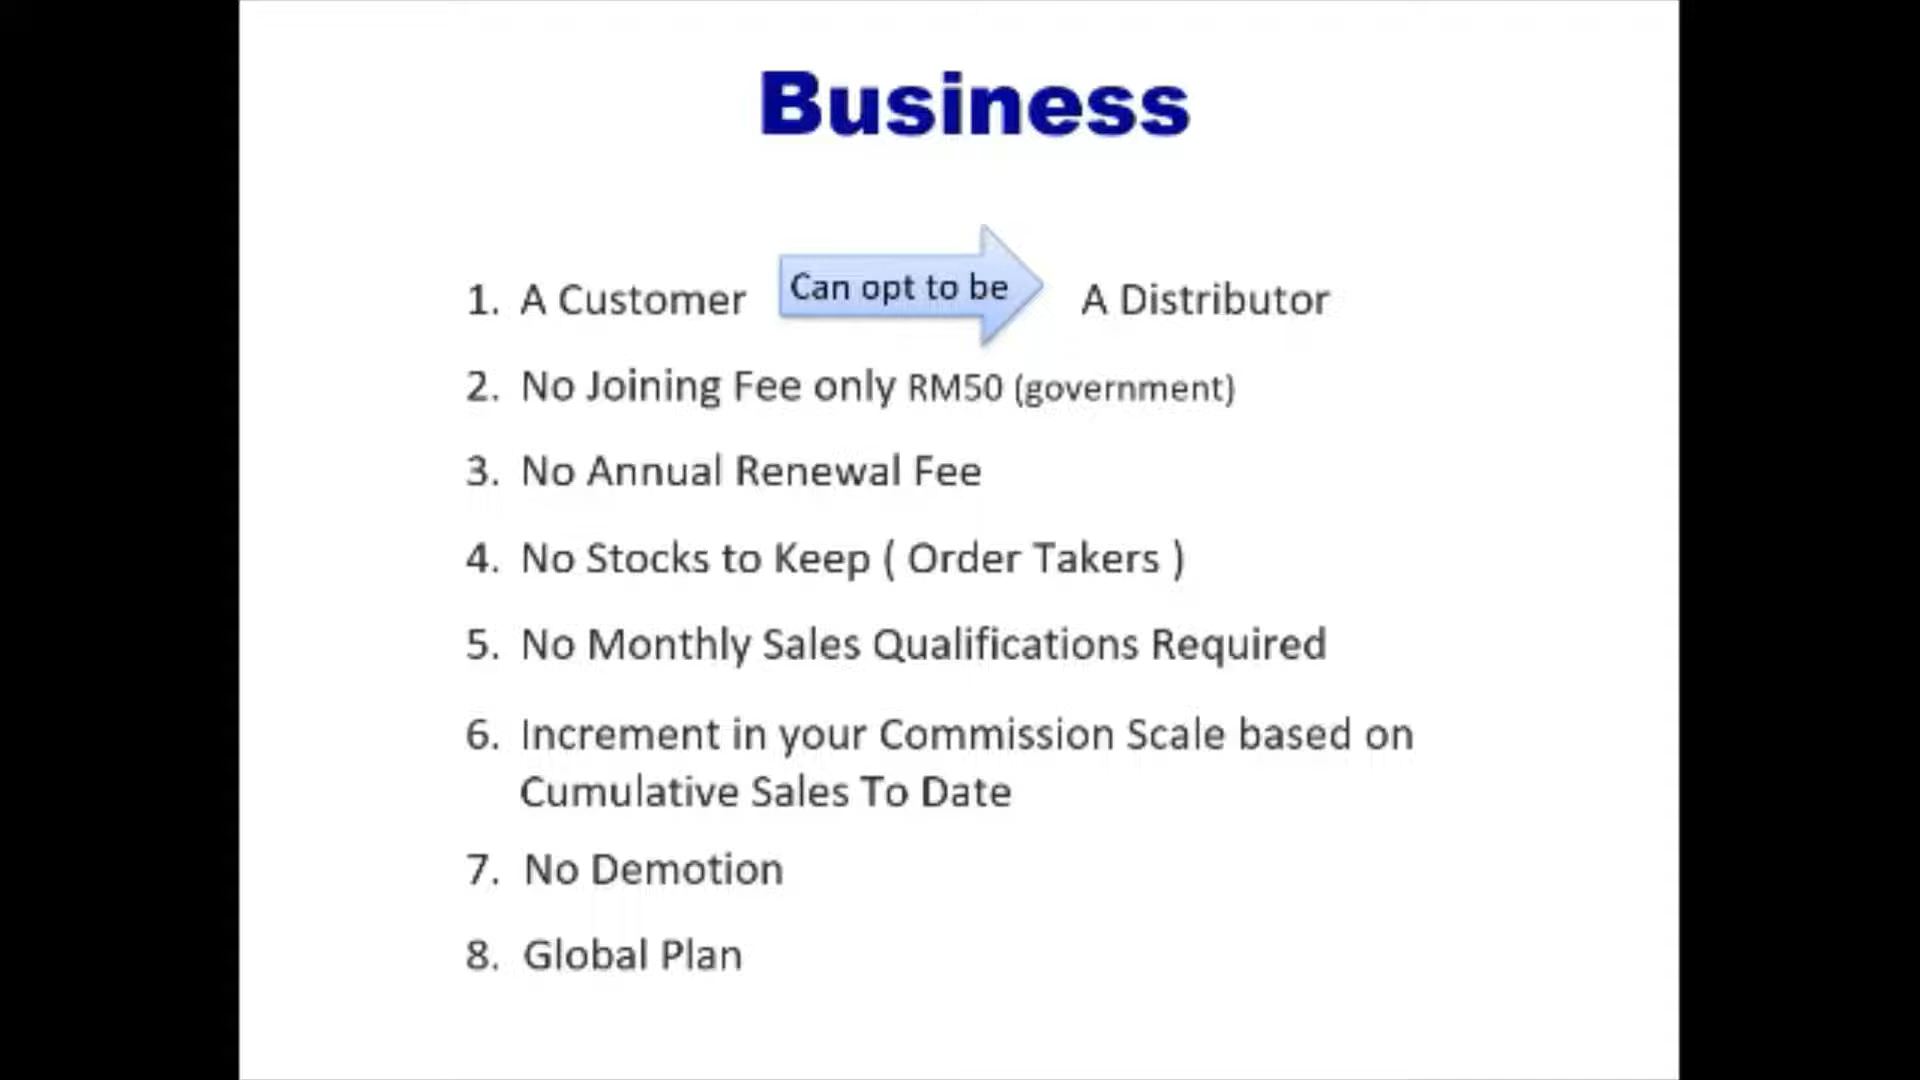 Business
1. A Customer Can opt to be A Distributor
2. No Joining Fee only RM50 (government)
3. No Annual Renewal Fee
4. No Stocks to Keep ( Order Takers )
5. No Monthly Sales Qualifications Required
6. Increment in your Commission Scale based on
Cumulative Sales To Date
7. No Demotion
8. Global Plan